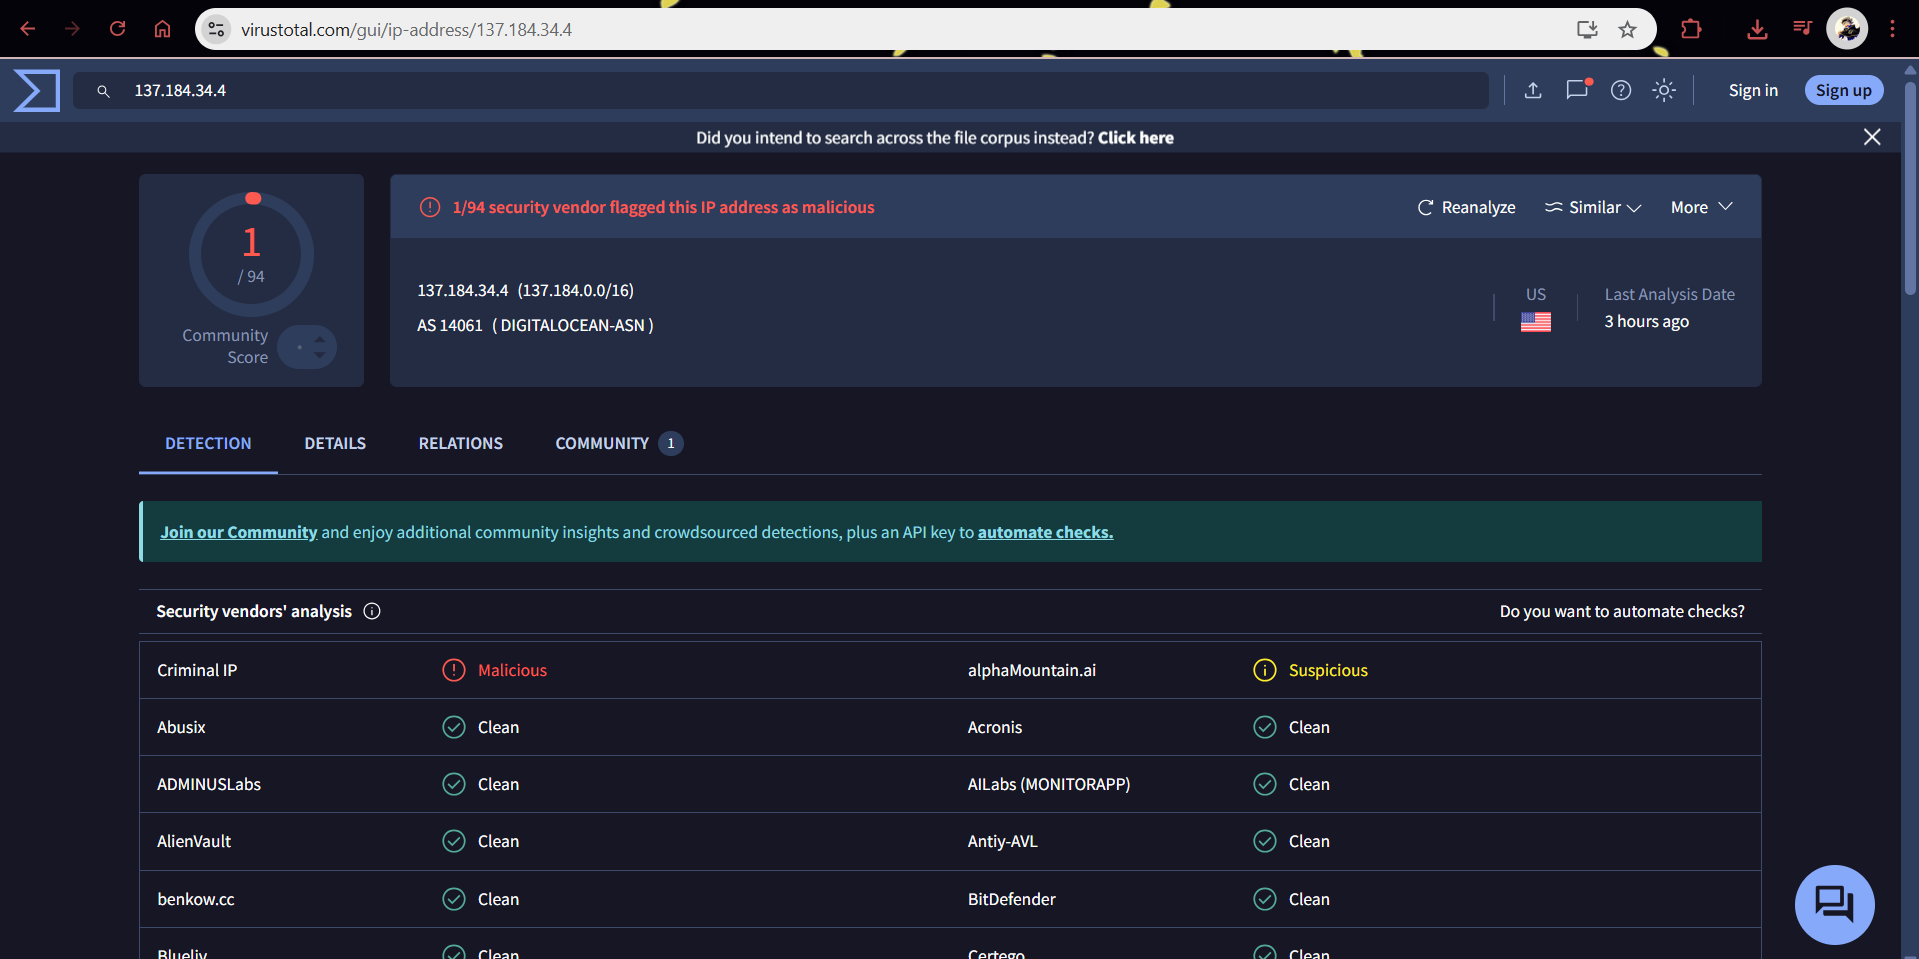 virustotal.com/gui/ip-address/137.184.34.4
137.184.34.4
Sign in
Sign up
Did you intend to search across the file corpus instead? Click here
1
/ 94
Community
Score
1/94 security vendor flagged this IP address as malicious
Reanalyze
Similar
More
137.184.34.4 (137.184.0.0/16)
AS 14061 ( DIGITALOCEAN-ASN )
US
Last Analysis Date
3 hours ago
DETECTION
DETAILS
RELATIONS
COMMUNITY 1
Join our Community and enjoy additional community insights and crowdsourced detections, plus an API key to automate checks.
Security vendors' analysis
Do you want to automate checks?
Criminal IP Malicious alphaMountain.ai Suspicious
Abusix Clean Acronis Clean
ADMINUSLabs Clean AILabs (MONITORAPP) Clean
AlienVault Clean Antiy-AVL Clean
benkow.cc Clean BitDefender Clean
Blueliv Clean Certego Clean